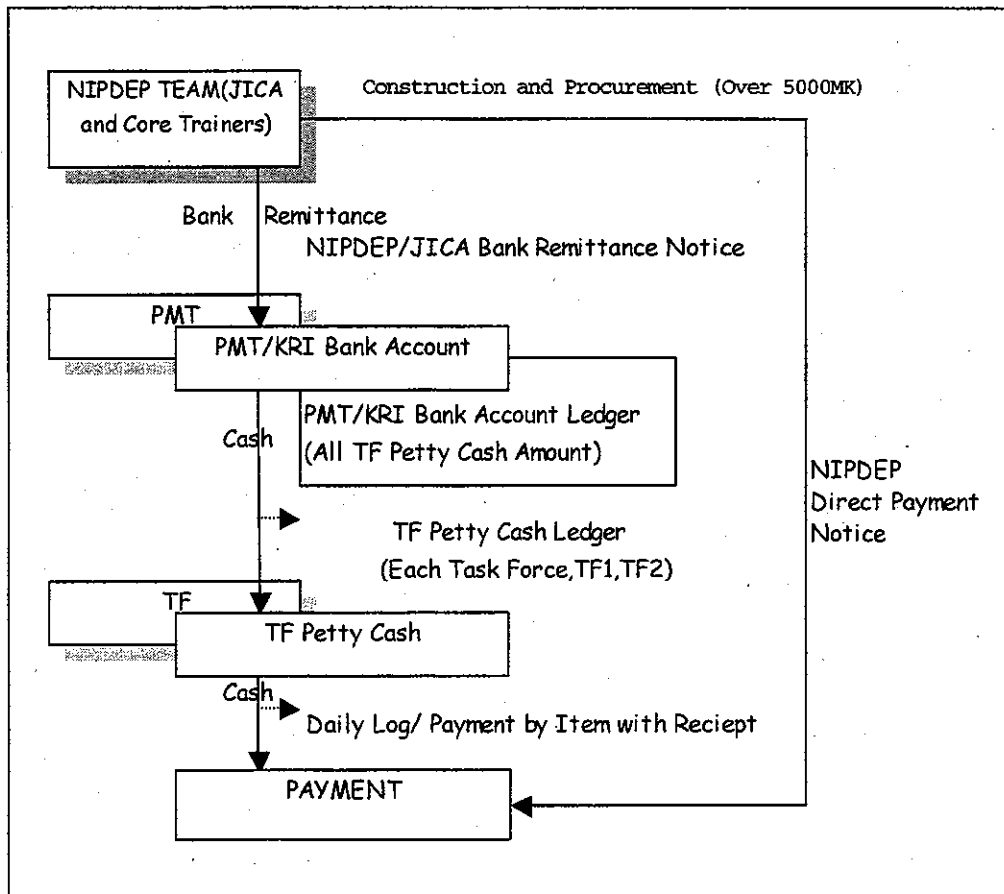 NIPDEP TEAM(JICA
and Core Trainers)
Construction and Procurement (Over 5000MK)
Bank Remittance
NIPDEP/JICA Bank Remittance Notice
PMT
PMT/KRI Bank Account
Cash
PMT/KRI Bank Account Ledger
(All TF Petty Cash Amount)
NIPDEP
Direct Payment
Notice
TF Petty Cash Ledger
(Each Task Force,TF1,TF2)
TF
TF Petty Cash
Cash
Daily Log/ Payment by Item with Reciept
PAYMENT